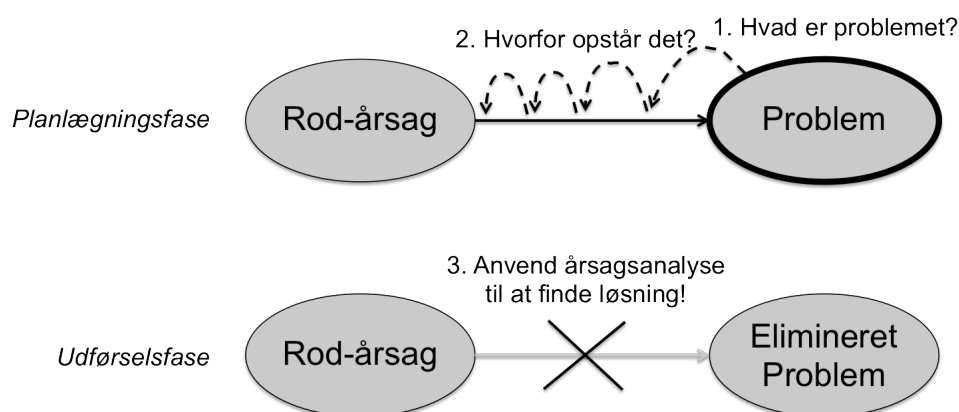 1. Hvad er problemet?
2. Hvorfor opstår det?
Planlægningsfase
Rod-årsag
Problem
3. Anvend årsagsanalyse
til at finde løsning!
Udførselsfase
Rod-årsag
Elimineret
Problem